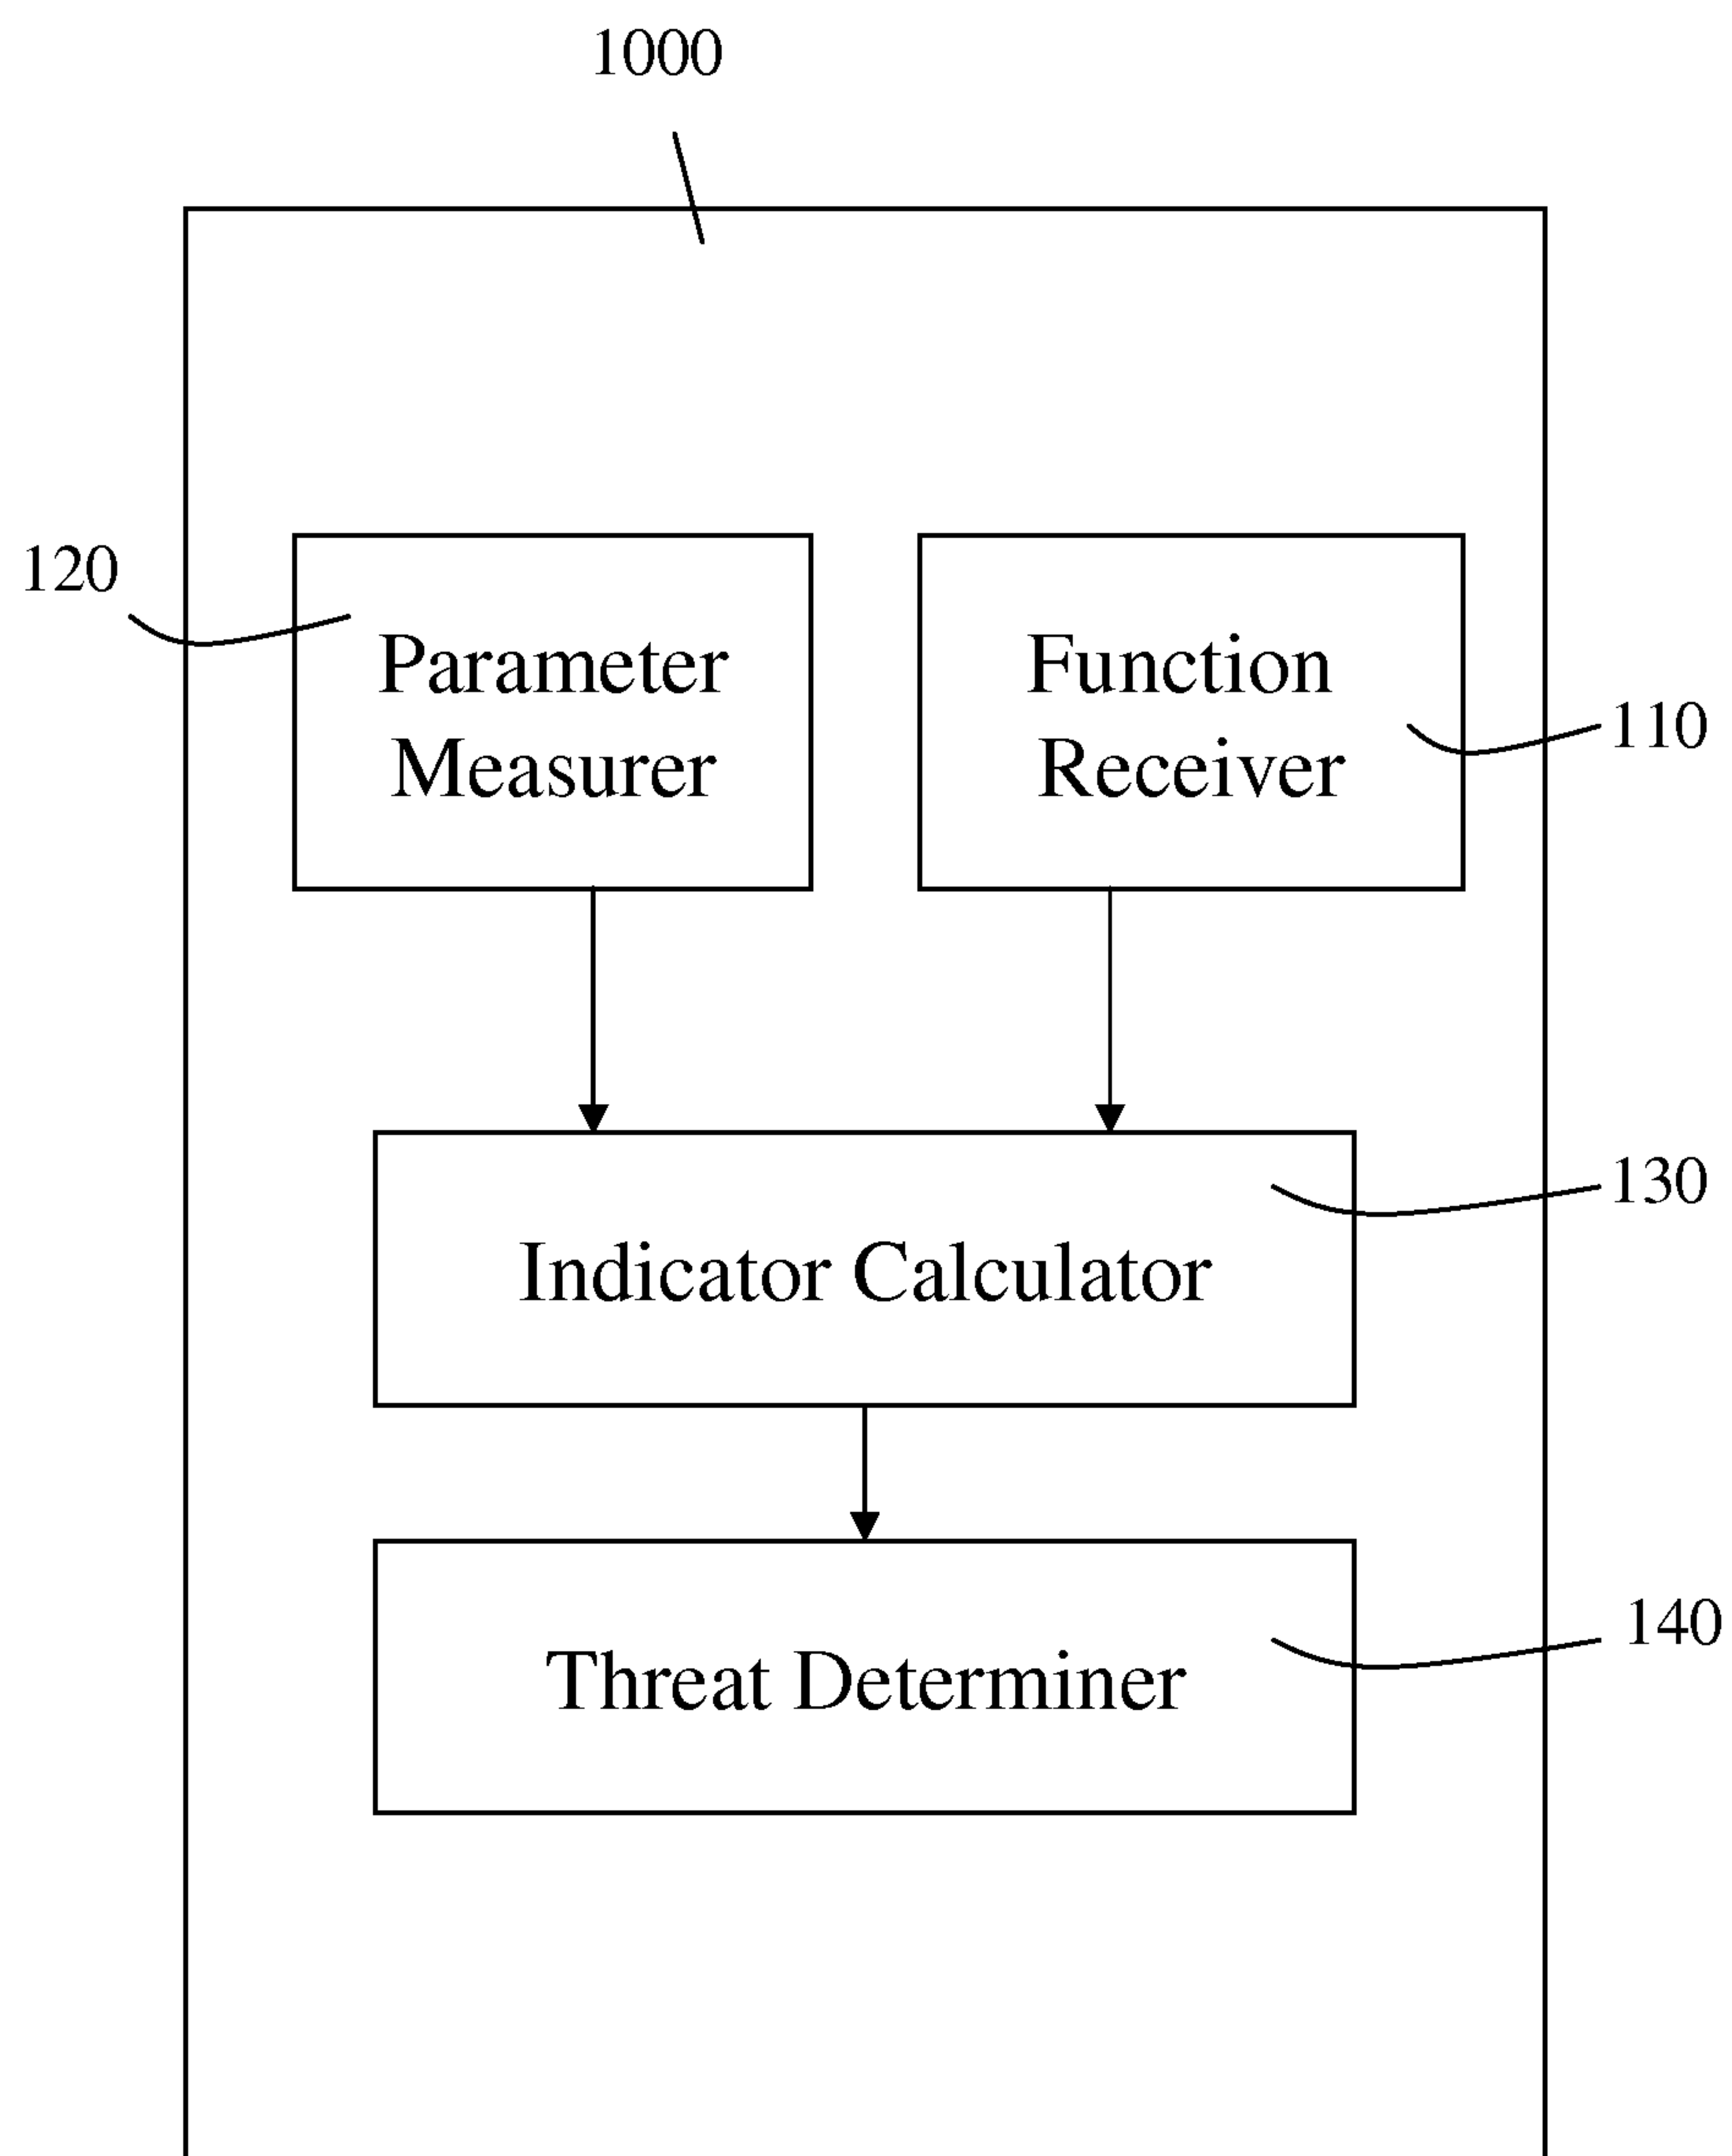 1000
120
Parameter
Measurer
Function
Receiver
110
130
Indicator Calculator
140
Threat Determiner